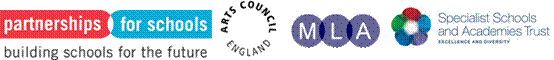 partnerships for schools
building schools for the future
ARTS COUNCIL
ENGLAND
MLA
Specialist Schools
and Academies Trust
EXCELLENCE AND DIVERSITY